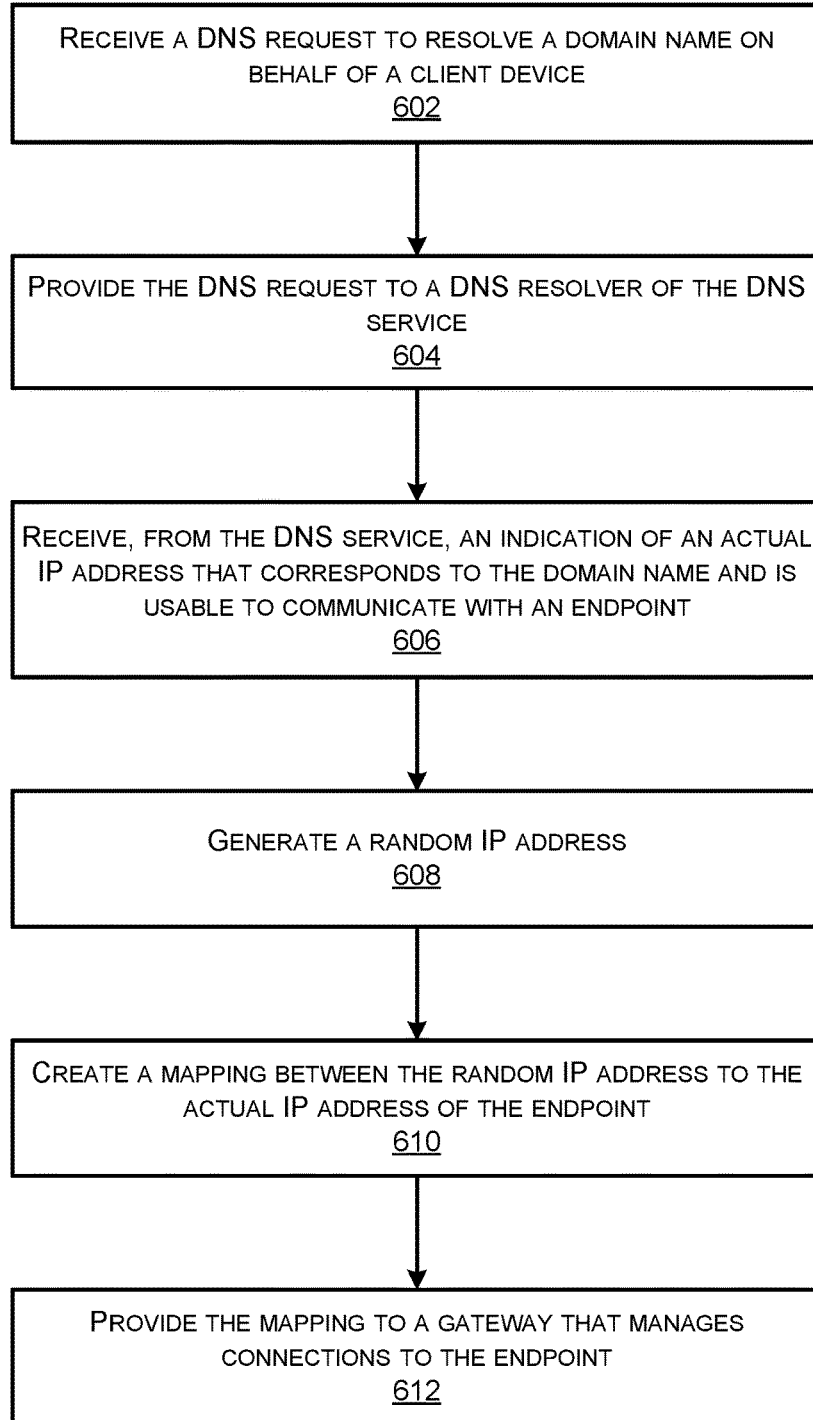 RECEIVE A DNS REQUEST TO RESOLVE A DOMAIN NAME ON
BEHALF OF A CLIENT DEVICE
602
PROVIDE THE DNS REQUEST TO A DNS RESOLVER OF THE DNS
SERVICE
604
RECEIVE, FROM THE DNS SERVICE, AN INDICATION OF AN ACTUAL
IP ADDRESS THAT CORRESPONDS TO THE DOMAIN NAME AND IS
USABLE TO COMMUNICATE WITH AN ENDPOINT
606
GENERATE A RANDOM IP ADDRESS
608
CREATE A MAPPING BETWEEN THE RANDOM IP ADDRESS TO THE
ACTUAL IP ADDRESS OF THE ENDPOINT
610
PROVIDE THE MAPPING TO A GATEWAY THAT MANAGES
CONNECTIONS TO THE ENDPOINT
612